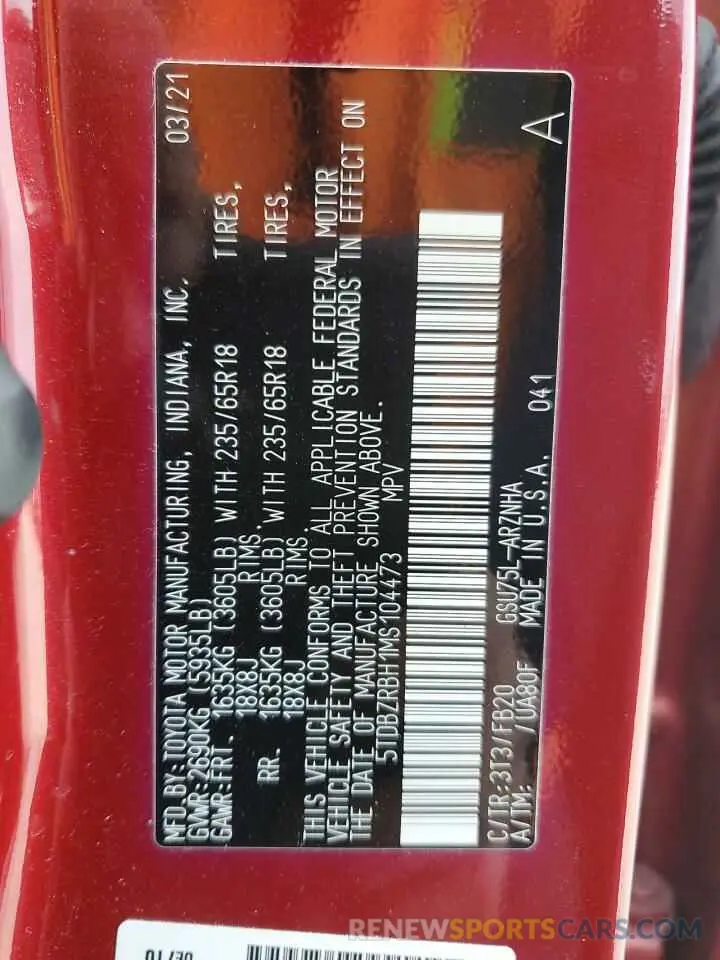 MFD.BY:TOYOTA MOTOR MANUFACTURING, INDIANA, INC. 03/21
GVWR:2690KG (5935LB)
GAWR:FRT. 1635KG (3605LB) WITH 235/65R18 TIRES,
18X8J RIMS.
RR. 1635KG (3605LB) WITH 235/65R18 TIRES,
18X8J RIMS.
THIS VEHICLE CONFORMS TO ALL APPLICABLE FEDERAL MOTOR
VEHICLE SAFETY AND THEFT PREVENTION STANDARDS IN EFFECT ON
THE DATE OF MANUFACTURE SHOWN ABOVE.
5TDBZRBH1MS104473 MPV
C/TR:3T3/FB20 GSU75L-ARZNHA
A/TM: /UA80F MADE IN U.S.A. 041 A
RENEWSPORTSCARS.COM